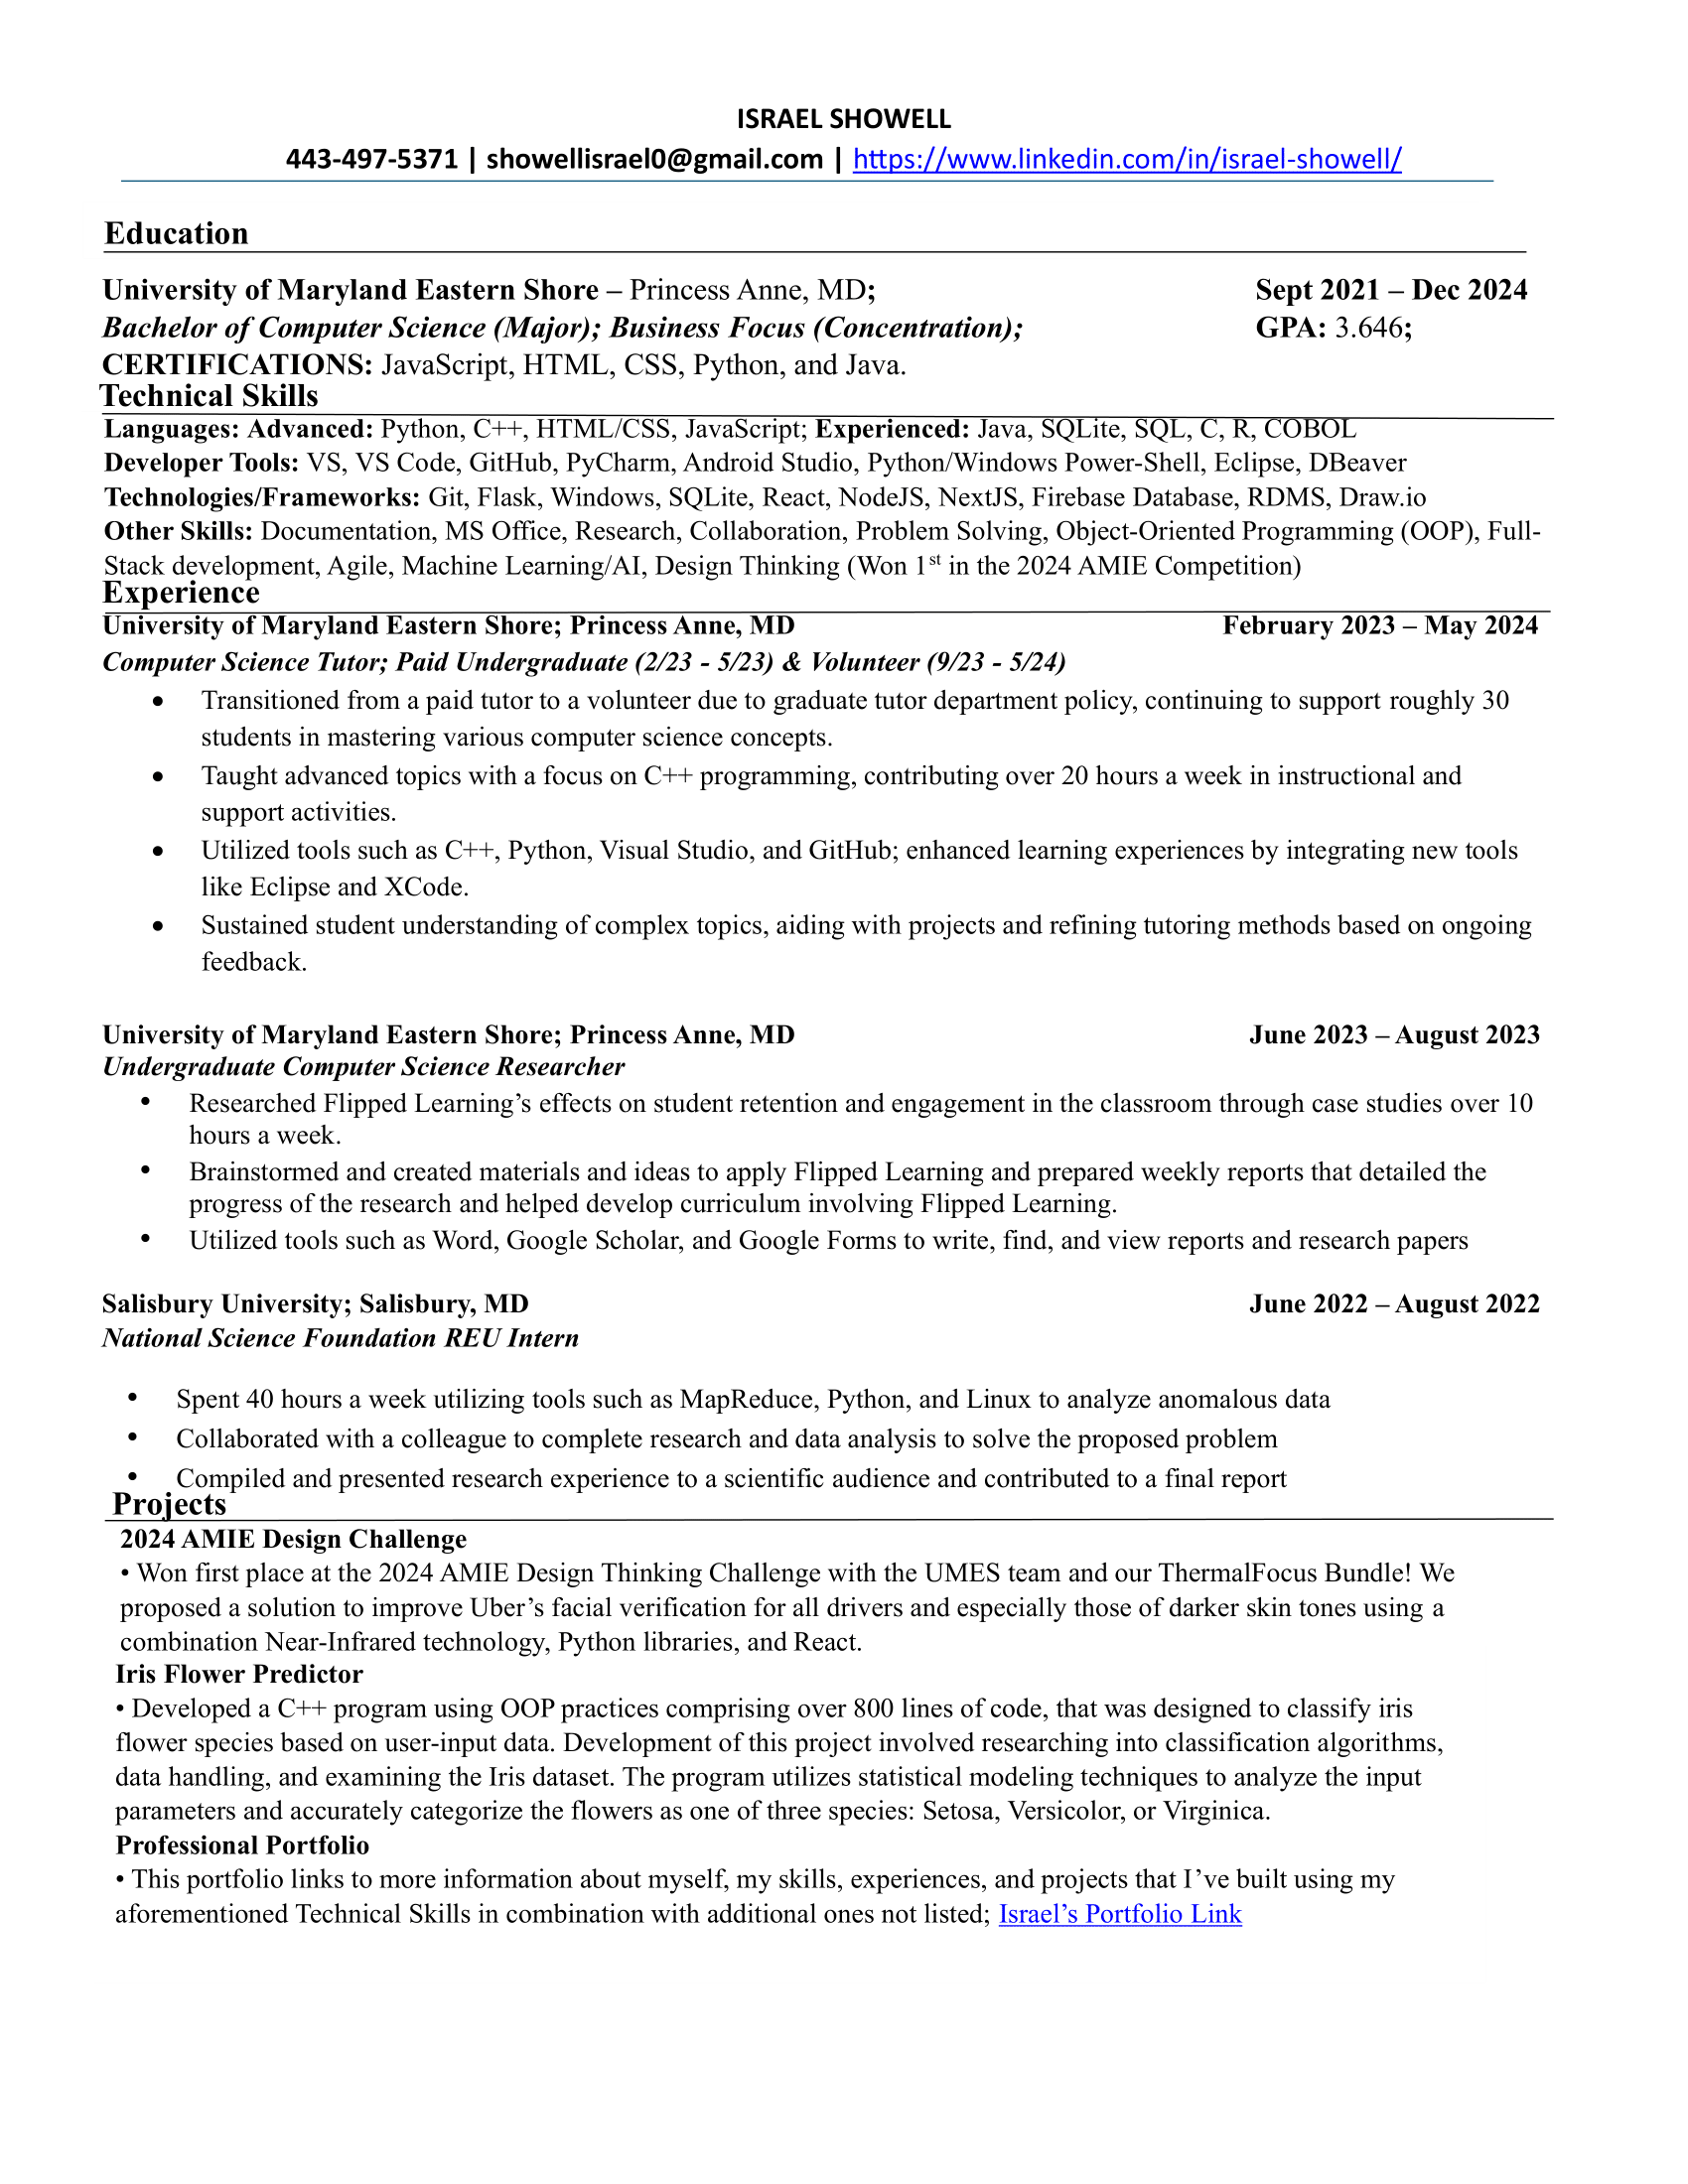 ISRAEL SHOWELL
443-497-5371 | showellisrael0@gmail.com | https://www.linkedin.com/in/israel-showell/
Education
University of Maryland Eastern Shore – Princess Anne, MD; Sept 2021 – Dec 2024
Bachelor of Computer Science (Major); Business Focus (Concentration); GPA: 3.646;
CERTIFICATIONS: JavaScript, HTML, CSS, Python, and Java.
Technical Skills
Languages: Advanced: Python, C++, HTML/CSS, JavaScript; Experienced: Java, SQLite, SQL, C, R, COBOL
Developer Tools: VS, VS Code, GitHub, PyCharm, Android Studio, Python/Windows Power-Shell, Eclipse, DBeaver
Technologies/Frameworks: Git, Flask, Windows, SQLite, React, NodeJS, NextJS, Firebase Database, RDMS, Draw.io
Other Skills: Documentation, MS Office, Research, Collaboration, Problem Solving, Object-Oriented Programming (OOP), Full-
Stack development, Agile, Machine Learning/AI, Design Thinking (Won 1st in the 2024 AMIE Competition)
Experience
University of Maryland Eastern Shore; Princess Anne, MD February 2023 – May 2024
Computer Science Tutor; Paid Undergraduate (2/23 - 5/23) & Volunteer (9/23 - 5/24)
• Transitioned from a paid tutor to a volunteer due to graduate tutor department policy, continuing to support roughly 30
students in mastering various computer science concepts.
• Taught advanced topics with a focus on C++ programming, contributing over 20 hours a week in instructional and
support activities.
• Utilized tools such as C++, Python, Visual Studio, and GitHub; enhanced learning experiences by integrating new tools
like Eclipse and XCode.
• Sustained student understanding of complex topics, aiding with projects and refining tutoring methods based on ongoing
feedback.
University of Maryland Eastern Shore; Princess Anne, MD June 2023 – August 2023
Undergraduate Computer Science Researcher
• Researched Flipped Learning’s effects on student retention and engagement in the classroom through case studies over 10
hours a week.
• Brainstormed and created materials and ideas to apply Flipped Learning and prepared weekly reports that detailed the
progress of the research and helped develop curriculum involving Flipped Learning.
• Utilized tools such as Word, Google Scholar, and Google Forms to write, find, and view reports and research papers
Salisbury University; Salisbury, MD June 2022 – August 2022
National Science Foundation REU Intern
• Spent 40 hours a week utilizing tools such as MapReduce, Python, and Linux to analyze anomalous data
• Collaborated with a colleague to complete research and data analysis to solve the proposed problem
• Compiled and presented research experience to a scientific audience and contributed to a final report
Projects
2024 AMIE Design Challenge
• Won first place at the 2024 AMIE Design Thinking Challenge with the UMES team and our ThermalFocus Bundle! We
proposed a solution to improve Uber’s facial verification for all drivers and especially those of darker skin tones using a
combination Near-Infrared technology, Python libraries, and React.
Iris Flower Predictor
• Developed a C++ program using OOP practices comprising over 800 lines of code, that was designed to classify iris
flower species based on user-input data. Development of this project involved researching into classification algorithms,
data handling, and examining the Iris dataset. The program utilizes statistical modeling techniques to analyze the input
parameters and accurately categorize the flowers as one of three species: Setosa, Versicolor, or Virginica.
Professional Portfolio
• This portfolio links to more information about myself, my skills, experiences, and projects that I’ve built using my
aforementioned Technical Skills in combination with additional ones not listed; Israel’s Portfolio Link